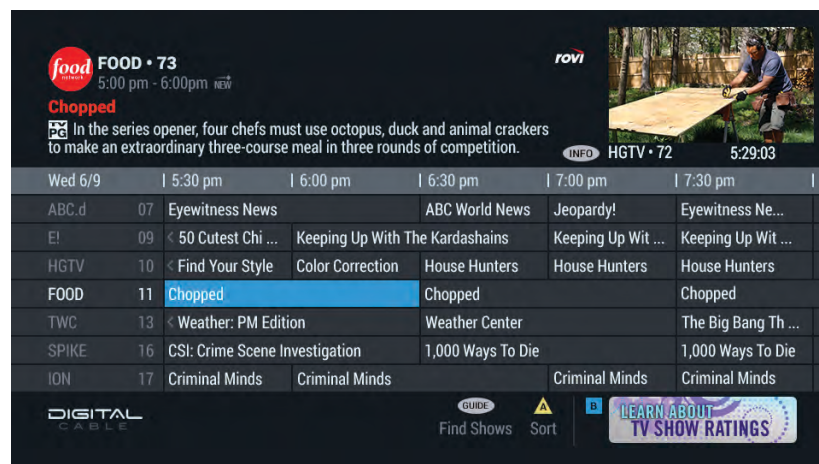 food
network
FOOD • 73
5:00 pm - 6:00pm NEW
rovi
Chopped
TV PG In the series opener, four chefs must use octopus, duck and animal crackers
to make an extraordinary three-course meal in three rounds of competition.
INFO HGTV • 72 5:29:03
Wed 6/9 5:30 pm 6:00 pm 6:30 pm 7:00 pm 7:30 pm
ABC.d 07 Eyewitness News ABC World News Jeopardy! Eyewitness Ne...
E! 09 < 50 Cutest Chi ... Keeping Up With The Kardashains Keeping Up Wit ... Keeping Up Wit ...
HGTV 10 < Find Your Style Color Correction House Hunters House Hunters House Hunters
FOOD 11 Chopped Chopped Chopped
TWC 13 < Weather: PM Edition Weather Center The Big Bang Th ...
SPIKE 16 CSI: Crime Scene Investigation 1,000 Ways To Die 1,000 Ways To Die
ION 17 Criminal Minds Criminal Minds Criminal Minds Criminal Minds
DIGITAL
CABLE
GUIDE A B
Find Shows Sort
LEARN ABOUT
TV SHOW RATINGS